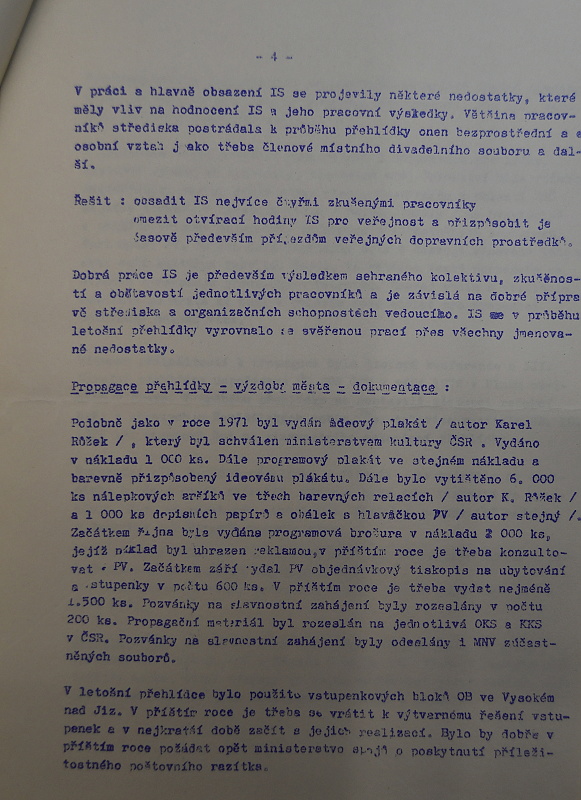 - 4 -
V práci a hlavně obsazení IS se projevily některé nedostatky, které
měly vliv na hodnocení IS a jeho pracovní výsledky. Většina pracov-
níků střediska postrádala k průběhu přehlídky onen bezprostřední a
osobní vztah jako třeba členové místního divadelního souboru a dal-
ší.
Řešit : obsadit IS nejvíce čtyřmi zkušenými pracovníky
omezit otvírací hodiny IS pro veřejnost a přizpůsobit je
časově především příjezdům veřejných dopravních prostředků.
Dobrá práce IS je především výsledkem sehraného kolektivu, zkušenos-
tí a obětavostí jednotlivých pracovníků a je závislá na dobré přípra
vě střediska a organizačních schopnostech vedoucího. IS se v průběhu
letošní přehlídky vyrovnalo se svěřenou prací přes všechny jmenova-
né nedostatky.
Propagace přehlídky - výzdoba města - dokumentace :
Podobně jako v roce 1971 byl vydán ádeový plakát / autor Karel
Růžek / , který byl schválen ministerstvem kultury ČSR . Vydáno
v nákladu 1 000 ks. Dále programový plakát ve stejném nákladu a
barevně přizpůsobený ideovému plakátu. Dále bylo vytištěno 6. 000
ks nálepkových aršíků ve třech barevných relacích / autor K. Růžek /
a 1 000 ks dopisních papírů a obálek s hlavičkou PV / autor stejný /.
Začátkem října byla vydána programová brožura v nákladu 2 000 ks,
jejíž náklad byl uhrazen reklamou, v příštím roce je třeba konzulto-
vat s PV. Začátkem září vydal PV objednávkový tiskopis na ubytování
a vstupenky v počtu 600 ks. V příštím roce je třeba vydat nejméně
1.500 ks. Pozvánky na slavnostní zahájení byly rozeslány v počtu
200 ks. Propagační materiál byl rozeslán na jednotlivá OKS a KKS
v ČSR. Pozvánky na slavnostní zahájení byly odeslány i MNV zúčast-
něných souborů.
V letošní přehlídce bylo použito vstupenkových bloků OB ve Vysokém
nad Jiz. V příštím roce je třeba se vrátit k výtvarnému řešení vstu-
penek a v nejkratší době začít s jejich realizací. Bylo by dobře v
příštím roce požádat opět ministerstvo spojů o poskytnutí příleži-
tostného poštovního razítka.